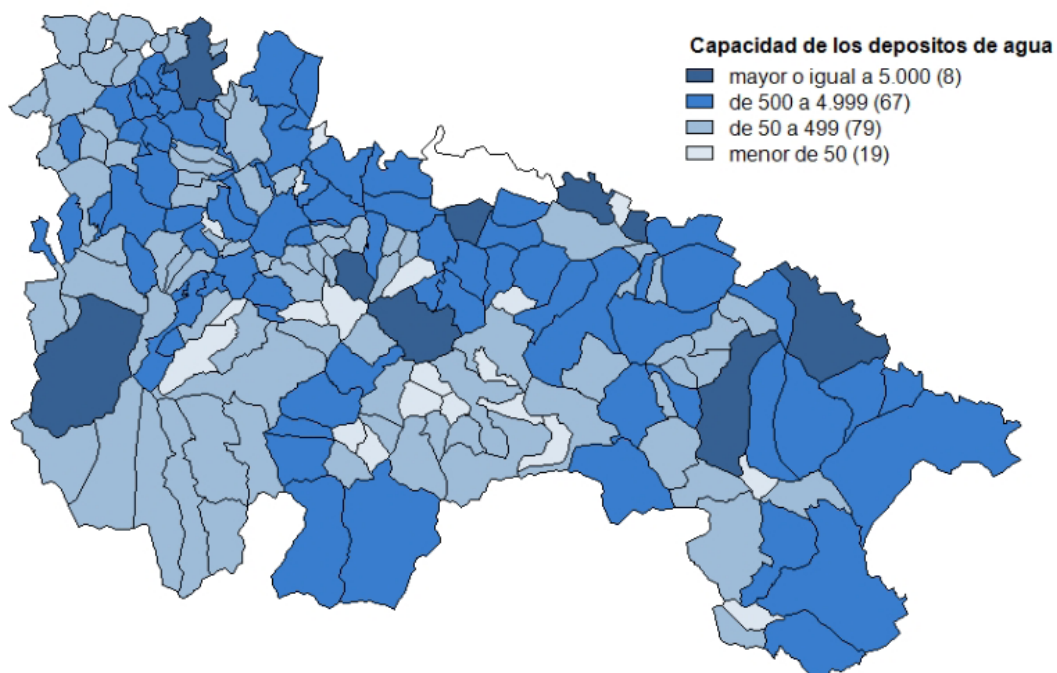 Capacidad de los depositos de agua
mayor o igual a 5.000 (8)
de 500 a 4.999 (67)
de 50 a 499 (79)
menor de 50 (19)